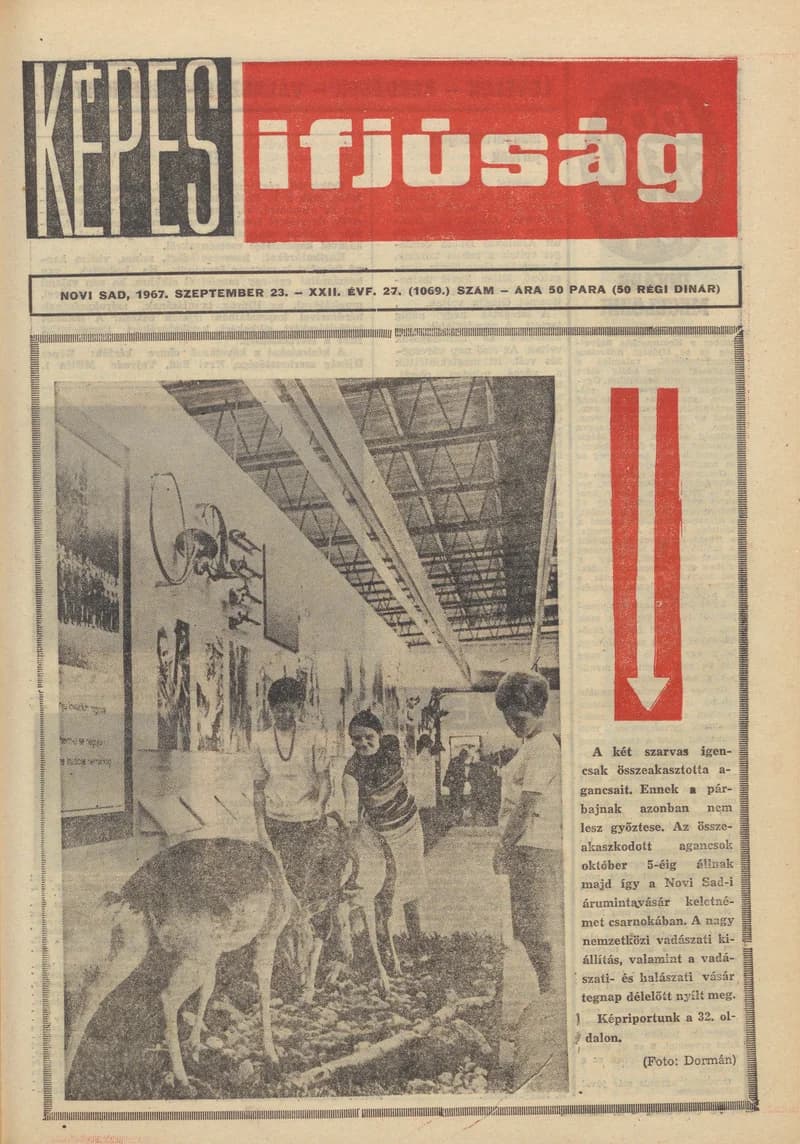 KÉPES
ifjúság
NOVI SAD, 1967. SZEPTEMBER 23. – XXII. ÉVF. 27. (1069.) SZÁM – ÁRA 50 PARA (50 RÉGI DINÁR)
A két szarvas igen-
csak összeakasztotta a-
gancsait. Ennek a pár-
bajnak azonban nem
lesz győztese. Az össze-
akaszkodott agancsok
október 5-éig állnak
majd így a Novi Sad-i
árumintavásár keletné-
met csarnokában. A nagy
nemzetközi vadászati ki-
állítás, valamint a vadá-
szati- és halászati vásár
tegnap délelőtt nyílt meg.
Képriportunk a 32. ol-
dalon.
(Foto: Dormán)